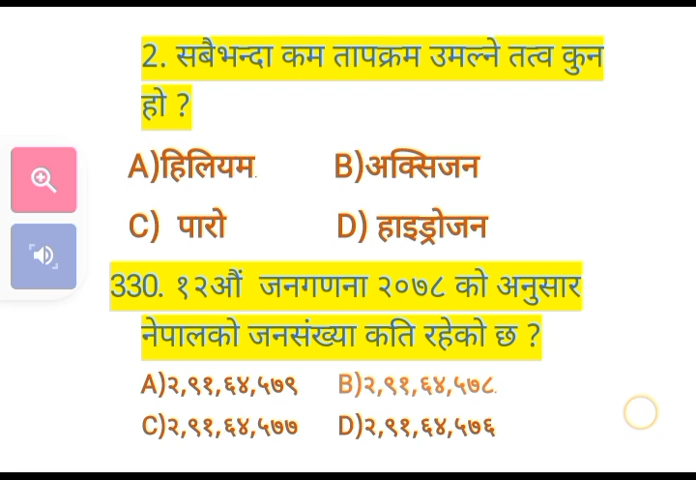 2. सबैभन्दा कम तापक्रम उमल्ने तत्व कुन
हो ?
A)हिलियम. B)अक्सिजन
C) पारो D) हाइड्रोजन
330. १२औं जनगणना २०७८ को अनुसार
नेपालको जनसंख्या कति रहेको छ ?
A)२,९१,६४,५७९ B)२,९१,६४,५७८.
C)२,९१,६४,५७७ D)२,९१,६४,५७६